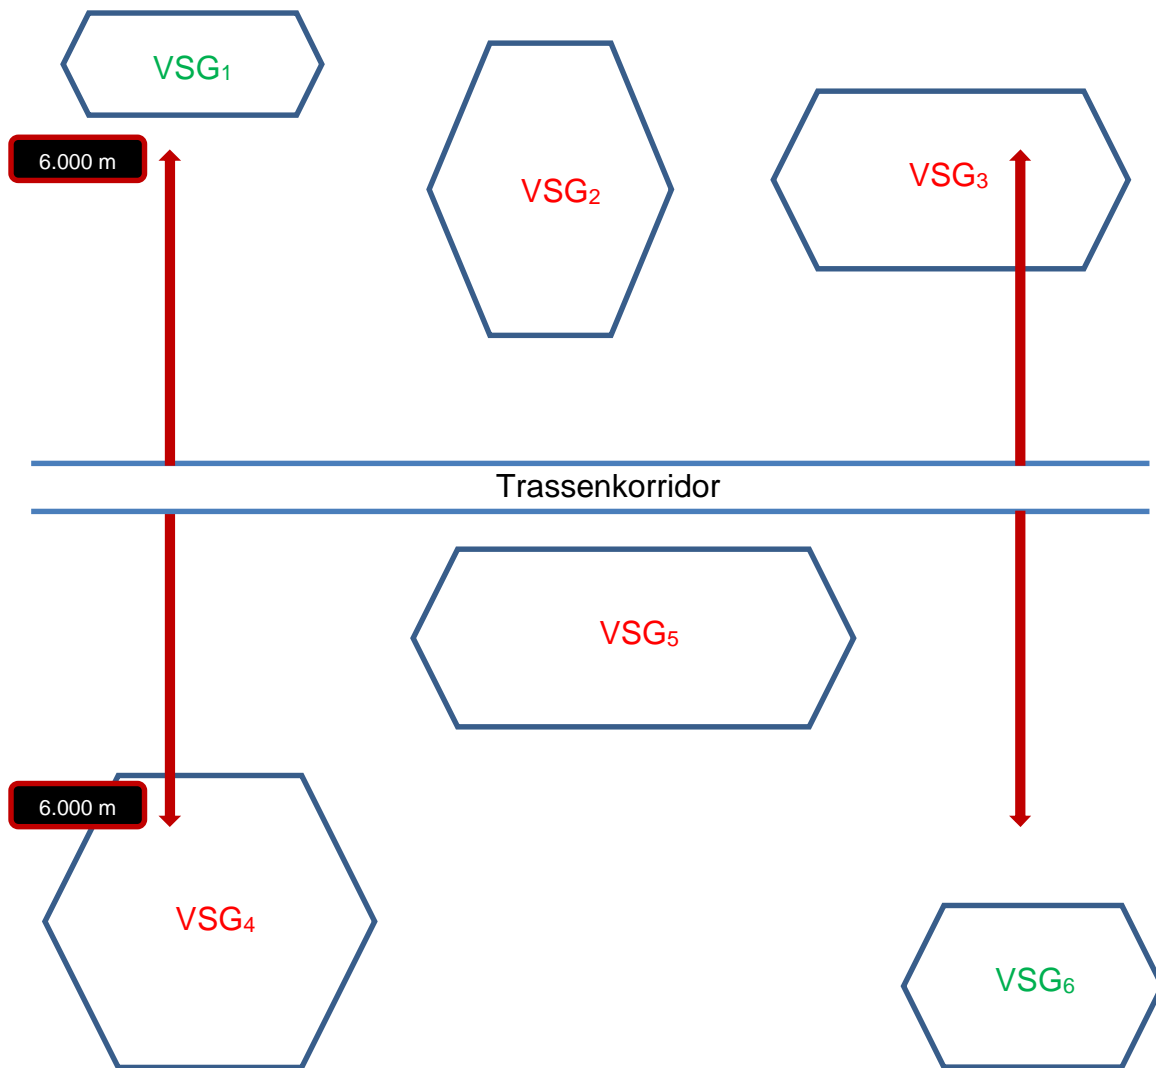 VSG₁
6.000 m
VSG₂
VSG₃
Trassenkorridor
VSG₅
6.000 m
VSG₄
VSG₆